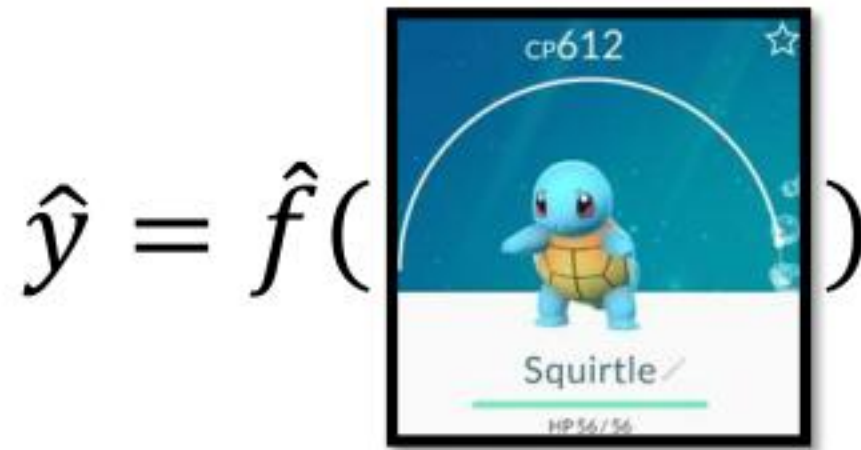 CP612
ŷ = f̂( )
Squirtle
HP 56 / 56